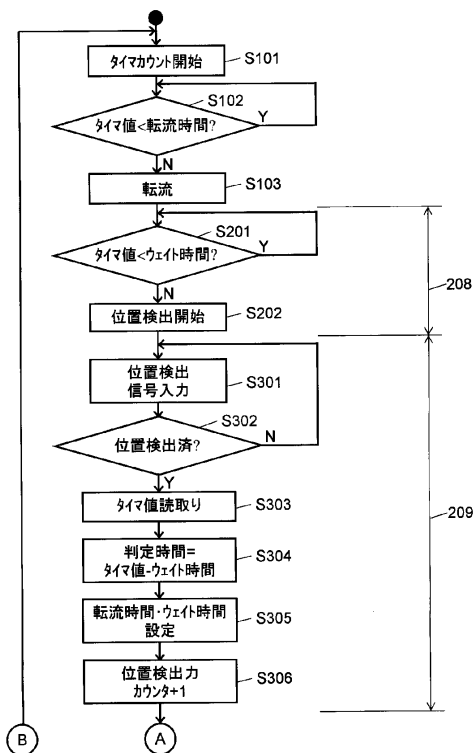 タイマカウント開始
S101
S102
タイマ値<転流時間?
Y
N
転流
S103
S201
タイマ値<ウェイト時間?
Y
N
208
位置検出開始
S202
位置検出
信号入力
S301
S302
位置検出済?
N
Y
209
タイマ値読取り
S303
判定時間=
タイマ値-ウェイト時間
S304
転流時間・ウェイト時間
設定
S305
位置検出力
カウンタ+1
S306
B
A